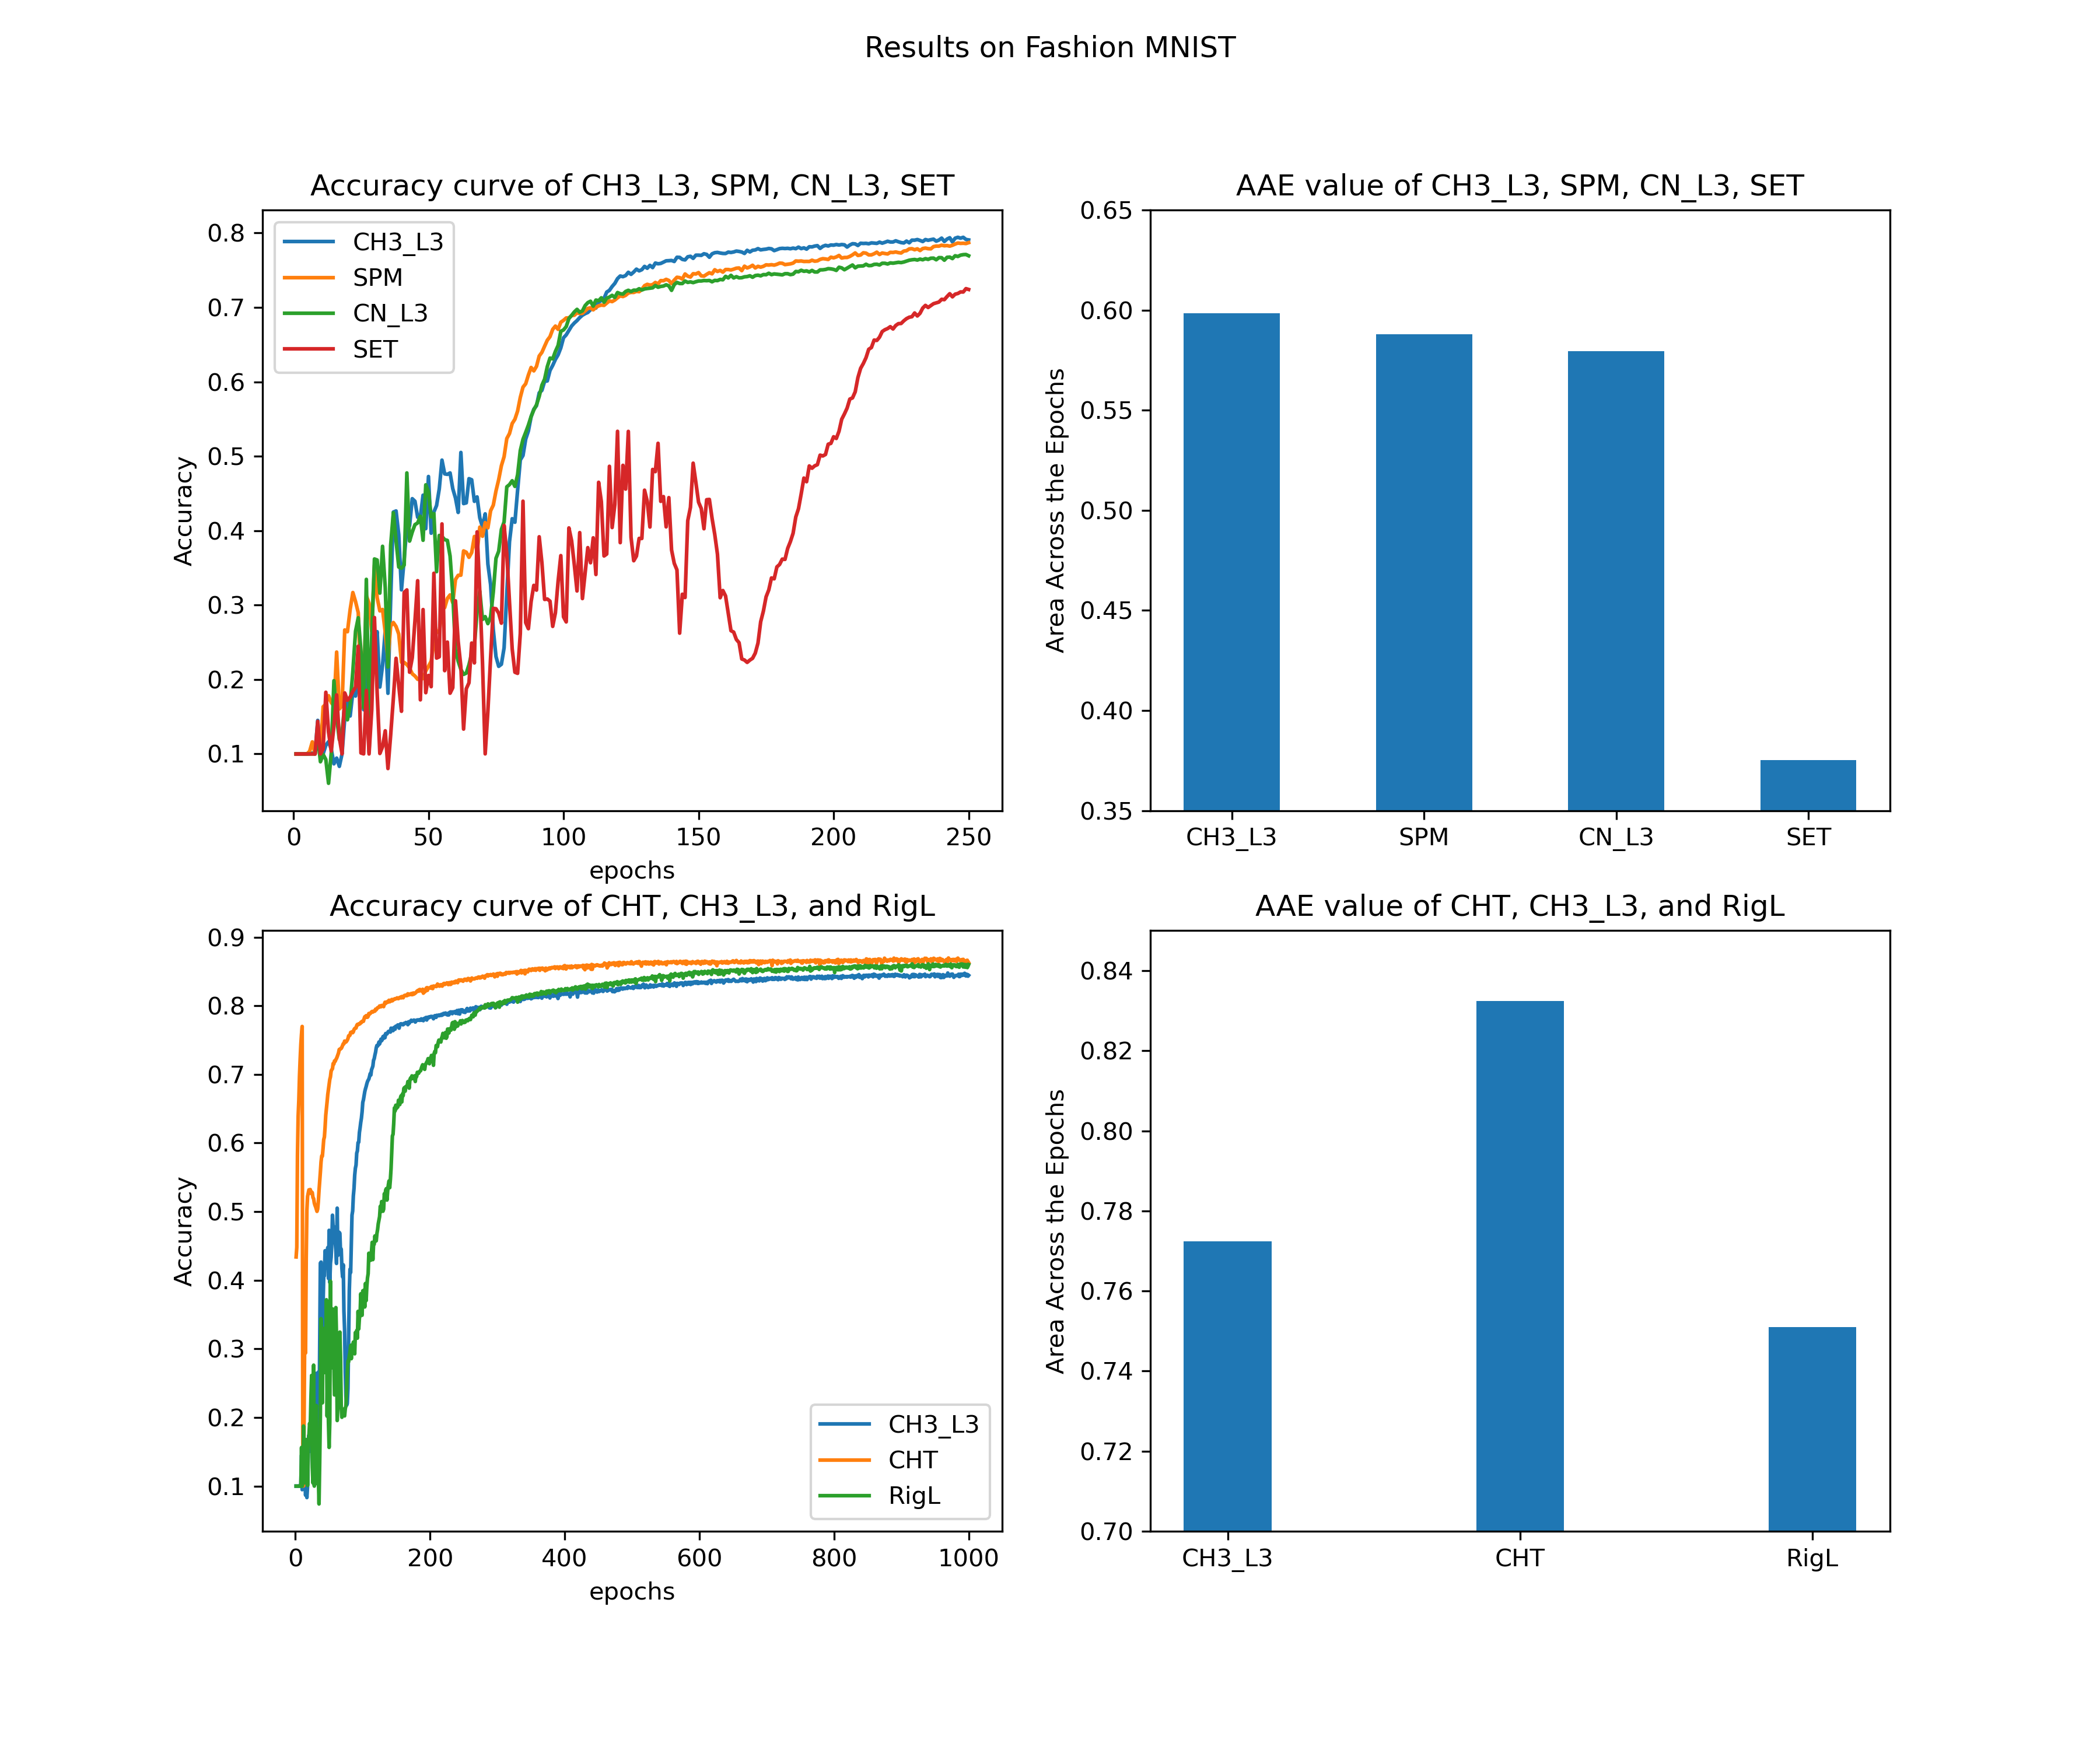 Results on Fashion MNIST
Accuracy curve of CH3_L3, SPM, CN_L3, SET
Accuracy
0.8
0.7
0.6
0.5
0.4
0.3
0.2
0.1
CH3_L3
SPM
CN_L3
SET
0 50 100 150 200 250
epochs
AAE value of CH3_L3, SPM, CN_L3, SET
Area Across the Epochs
0.65
0.60
0.55
0.50
0.45
0.40
0.35
CH3_L3 SPM CN_L3 SET
Accuracy curve of CHT, CH3_L3, and RigL
Accuracy
0.9
0.8
0.7
0.6
0.5
0.4
0.3
0.2
0.1
CH3_L3
CHT
RigL
0 200 400 600 800 1000
epochs
AAE value of CHT, CH3_L3, and RigL
Area Across the Epochs
0.84
0.82
0.80
0.78
0.76
0.74
0.72
0.70
CH3_L3 CHT RigL